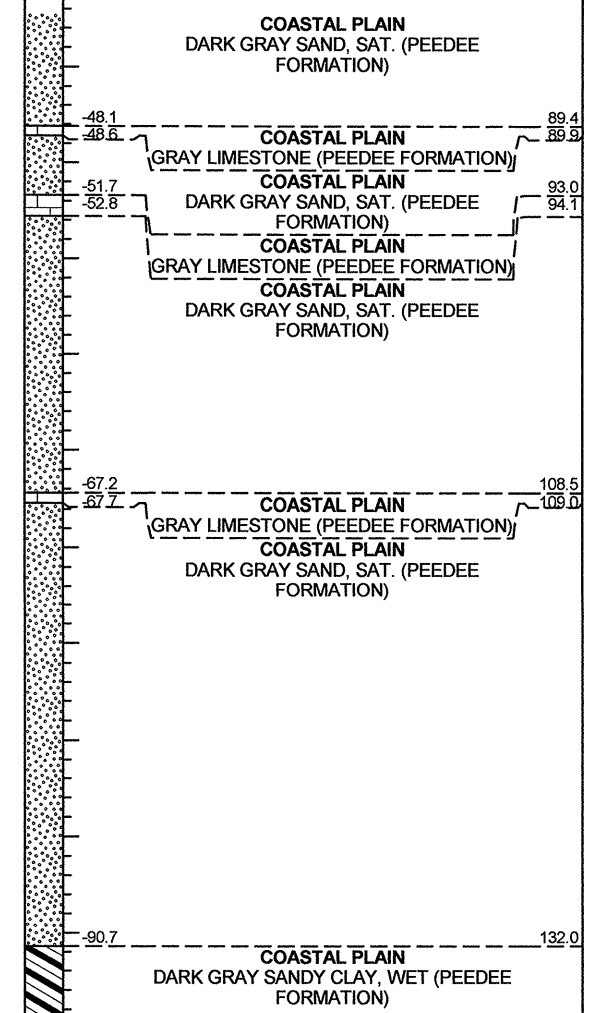 COASTAL PLAIN
DARK GRAY SAND, SAT. (PEEDEE
FORMATION)
-48.1 89.4
-48.6 COASTAL PLAIN 89.9
GRAY LIMESTONE (PEEDEE FORMATION)
-51.7 COASTAL PLAIN 93.0
-52.8 DARK GRAY SAND, SAT. (PEEDEE 94.1
FORMATION)
COASTAL PLAIN
GRAY LIMESTONE (PEEDEE FORMATION)
COASTAL PLAIN
DARK GRAY SAND, SAT. (PEEDEE
FORMATION)
-67.2 108.5
-67.7 COASTAL PLAIN 109.0
GRAY LIMESTONE (PEEDEE FORMATION)
COASTAL PLAIN
DARK GRAY SAND, SAT. (PEEDEE
FORMATION)
-90.7 132.0
COASTAL PLAIN
DARK GRAY SANDY CLAY, WET (PEEDEE
FORMATION)